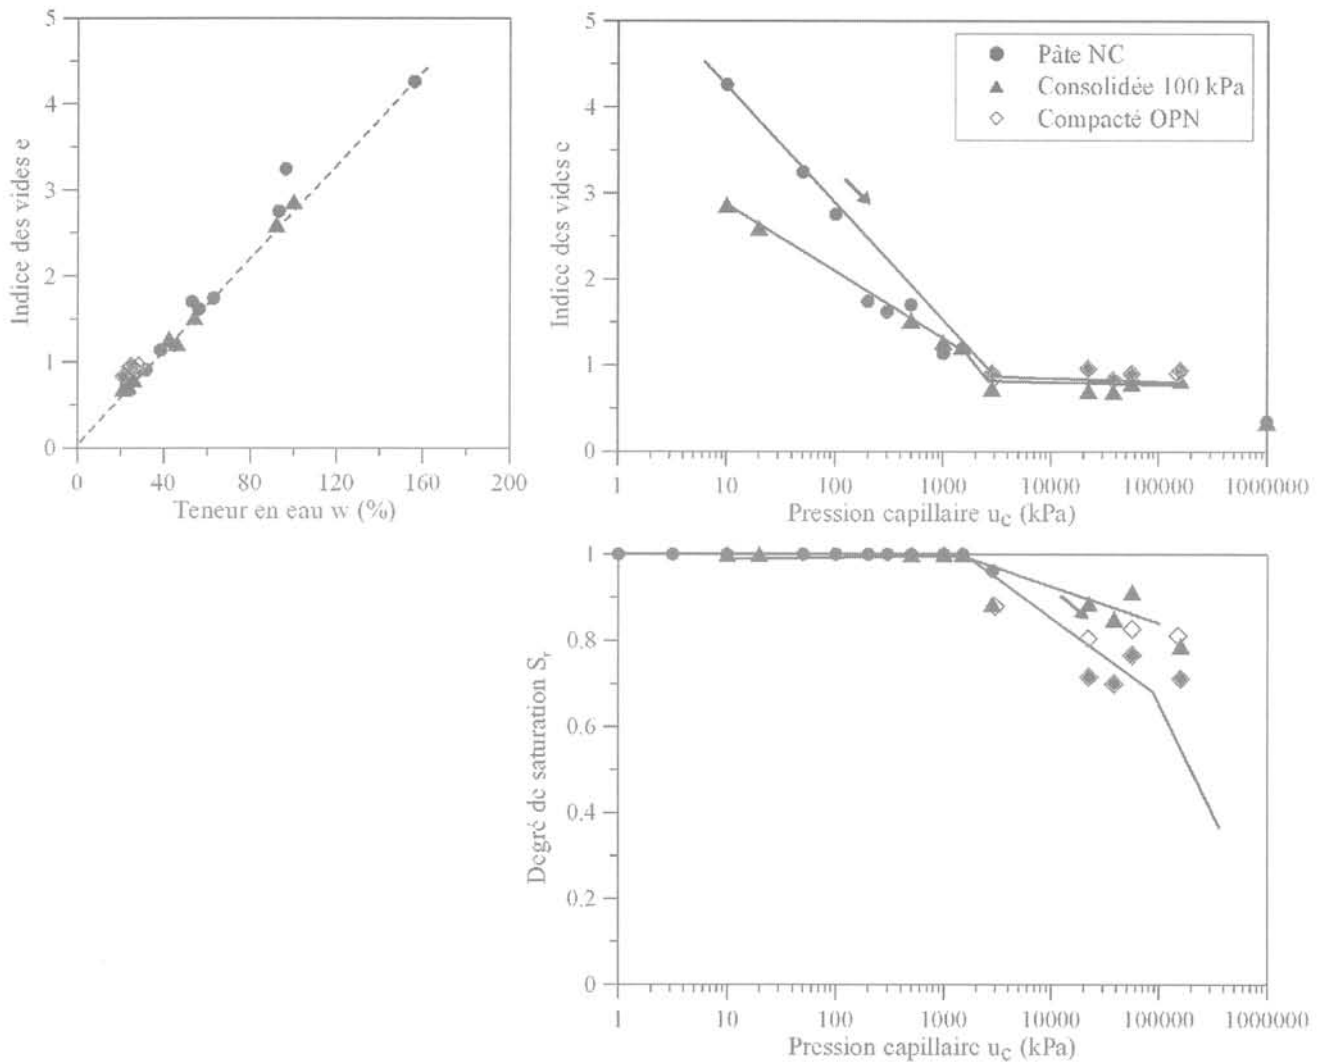 5
4
3
2
1
0
Indice des vides e
0 40 80 120 160 200
Teneur en eau w (%)
5
4
3
2
1
0
Indice des vides e
Pâte NC
Consolidée 100 kPa
Compacté OPN
1 10 100 1000 10000 100000 1000000
Pression capillaire uc (kPa)
1
0.8
0.6
0.4
0.2
0
Degré de saturation Sr
1 10 100 1000 10000 100000 1000000
Pression capillaire uc (kPa)